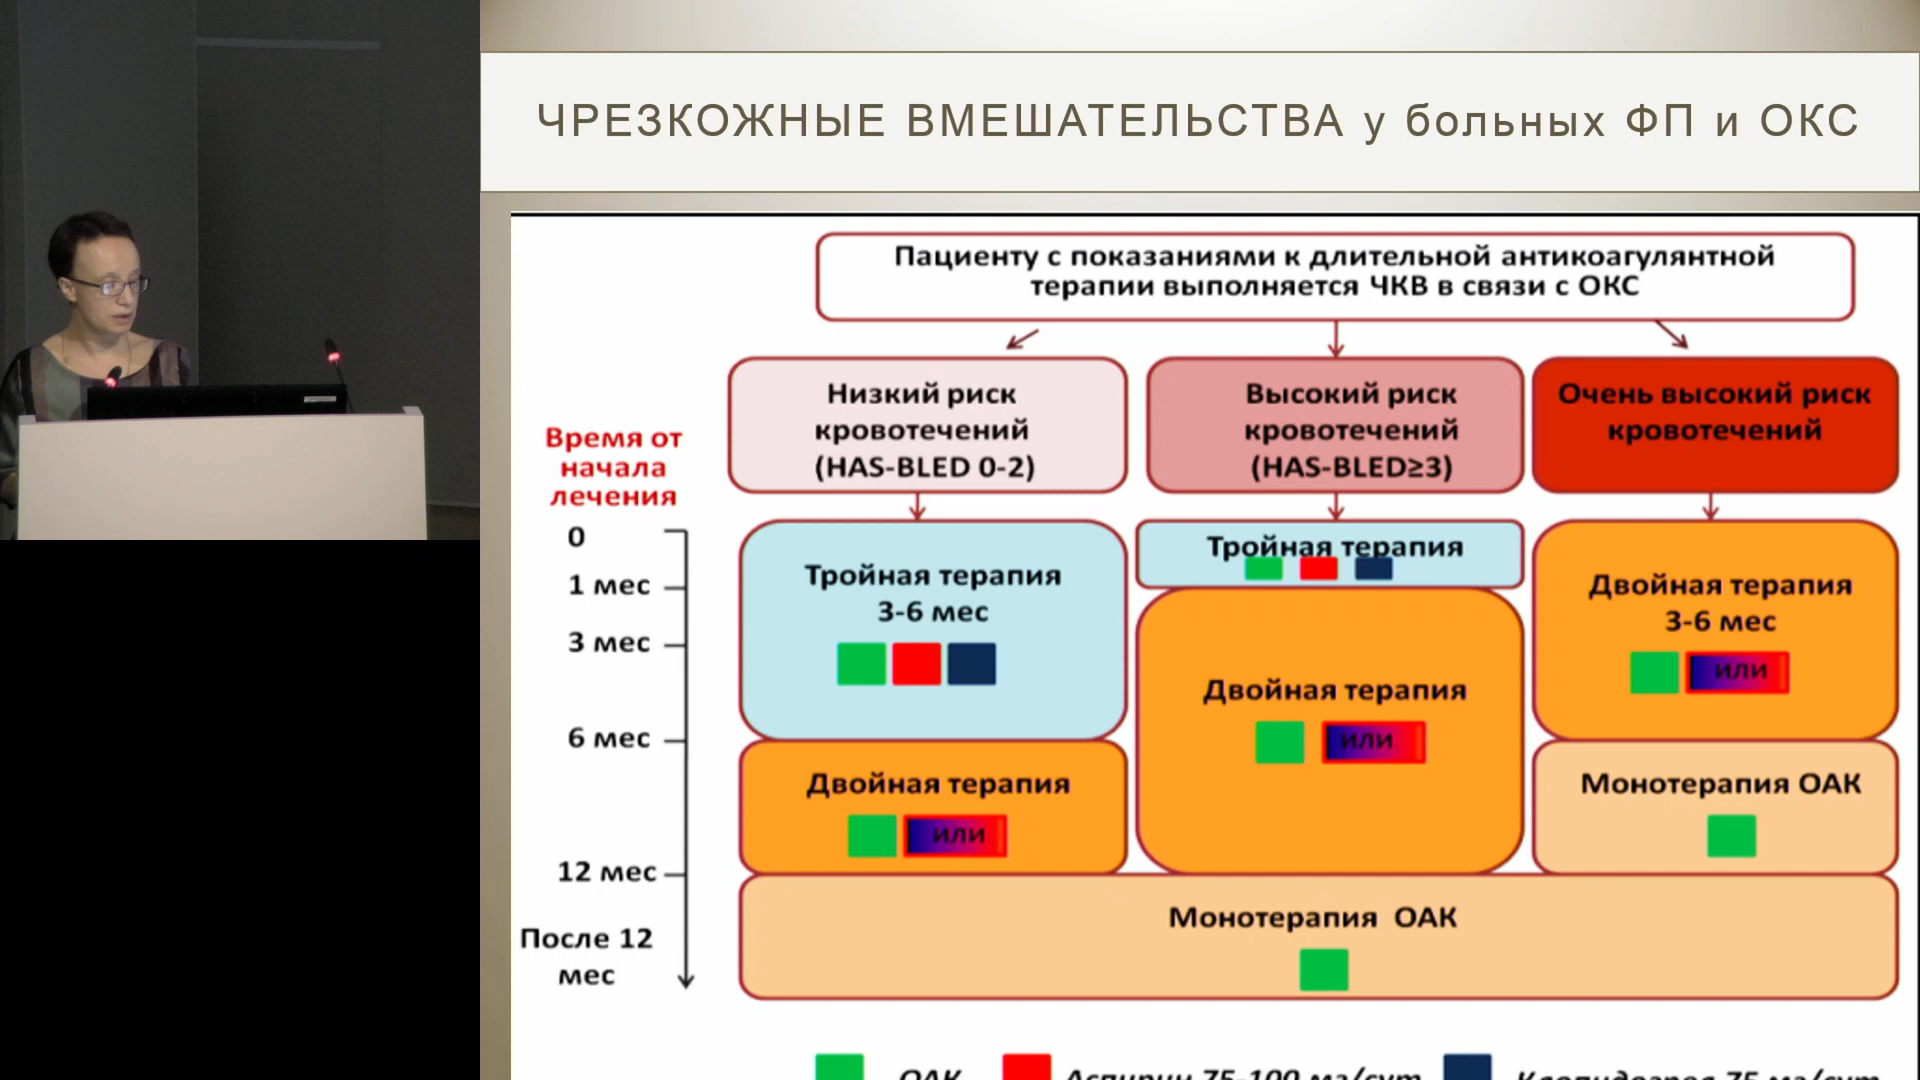 ЧРЕЗКОЖНЫЕ ВМЕШАТЕЛЬСТВА у больных ФП и ОКС
Пациенту с показаниями к длительной антикоагулянтной
терапии выполняется ЧКВ в связи с ОКС
Низкий риск
кровотечений
(HAS-BLED 0-2)
Высокий риск
кровотечений
(HAS-BLED≥3)
Очень высокий риск
кровотечений
Время от
начала
лечения
0
1 мес
3 мес
6 мес
12 мес
После 12
мес
Тройная терапия
3-6 мес
Двойная терапия
или
Тройная терапия
Двойная терапия
или
Двойная терапия
3-6 мес
или
Монотерапия ОАК
Монотерапия ОАК
ОАК
Аспирин 75-100 мг/сут
Клопидогрел 75 мг/сут